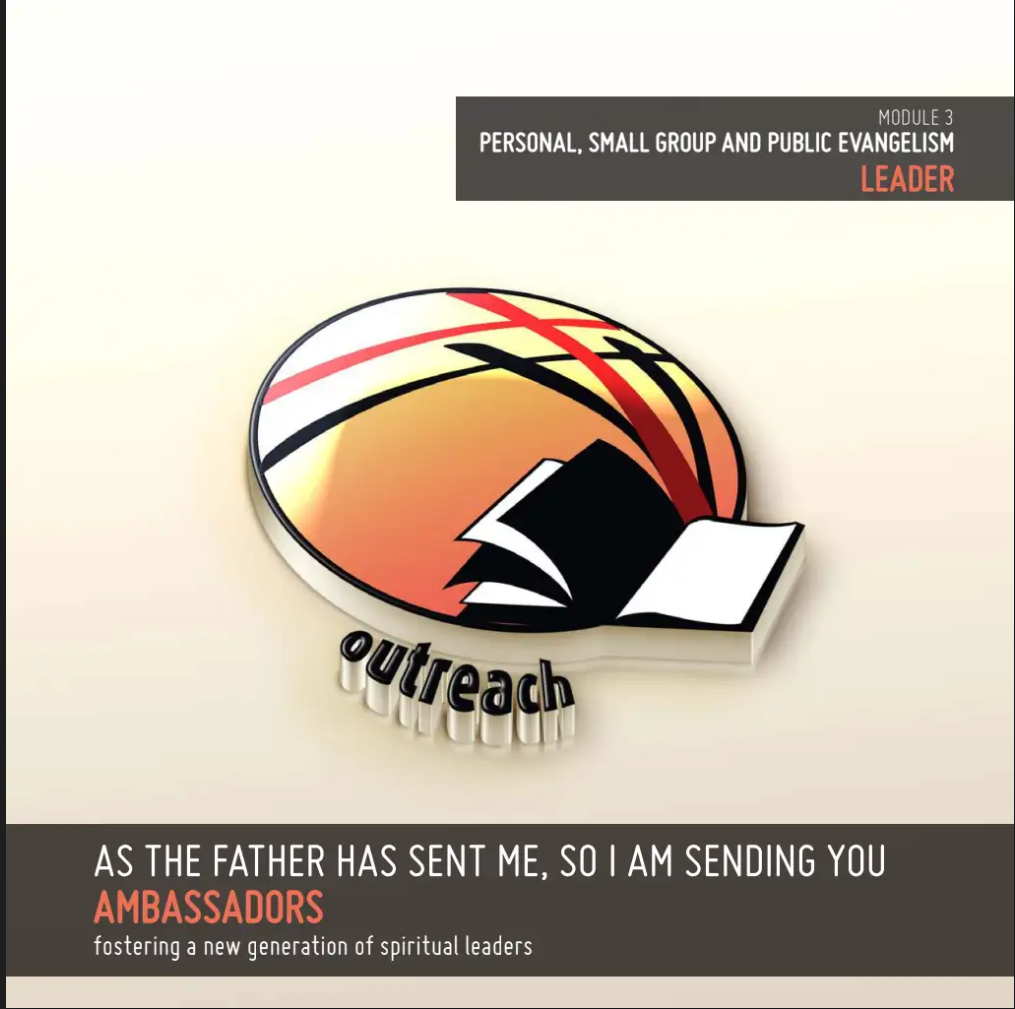 MODULE 3
PERSONAL, SMALL GROUP AND PUBLIC EVANGELISM
LEADER
outreach
AS THE FATHER HAS SENT ME, SO I AM SENDING YOU
AMBASSADORS
fostering a new generation of spiritual leaders